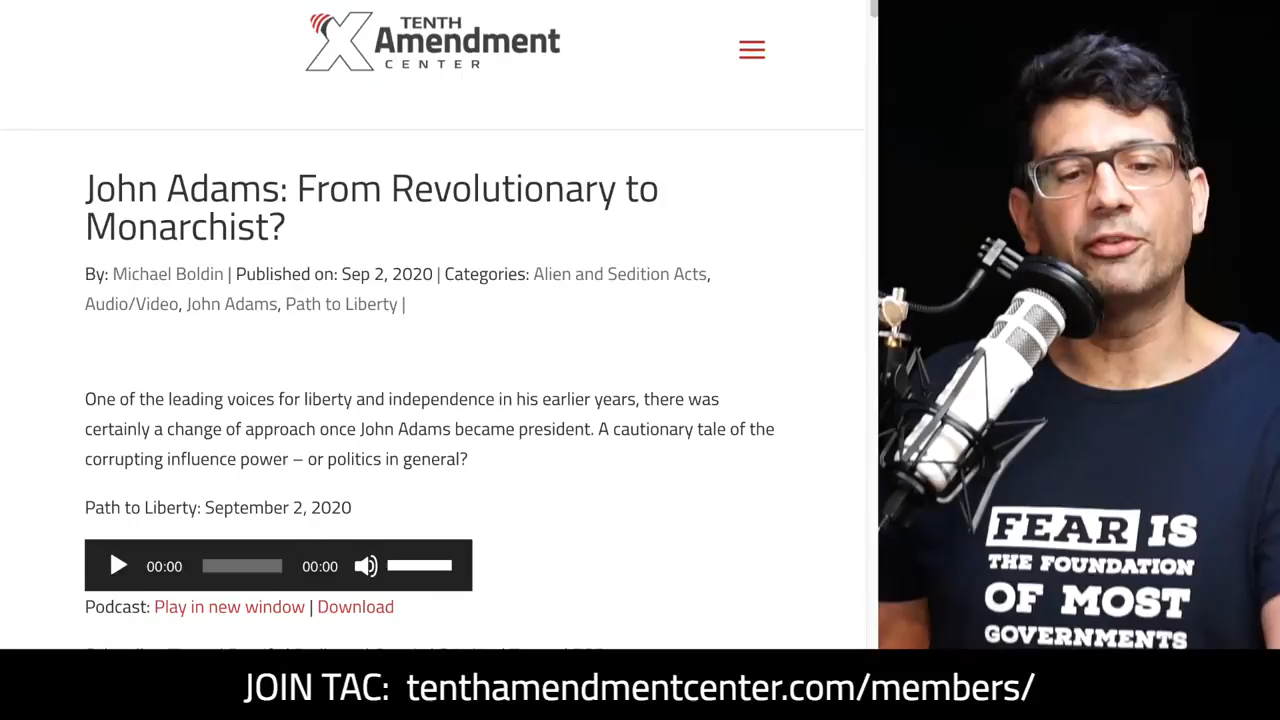 TENTH
Amendment
CENTER
John Adams: From Revolutionary to
Monarchist?
By: Michael Boldin | Published on: Sep 2, 2020 | Categories: Alien and Sedition Acts,
Audio/Video, John Adams, Path to Liberty |
One of the leading voices for liberty and independence in his earlier years, there was
certainly a change of approach once John Adams became president. A cautionary tale of the
corrupting influence power – or politics in general?
Path to Liberty: September 2, 2020
00:00 00:00
Podcast: Play in new window | Download
FEAR IS
THE FOUNDATION
OF MOST
GOVERNMENTS
JOIN TAC: tenthamendmentcenter.com/members/